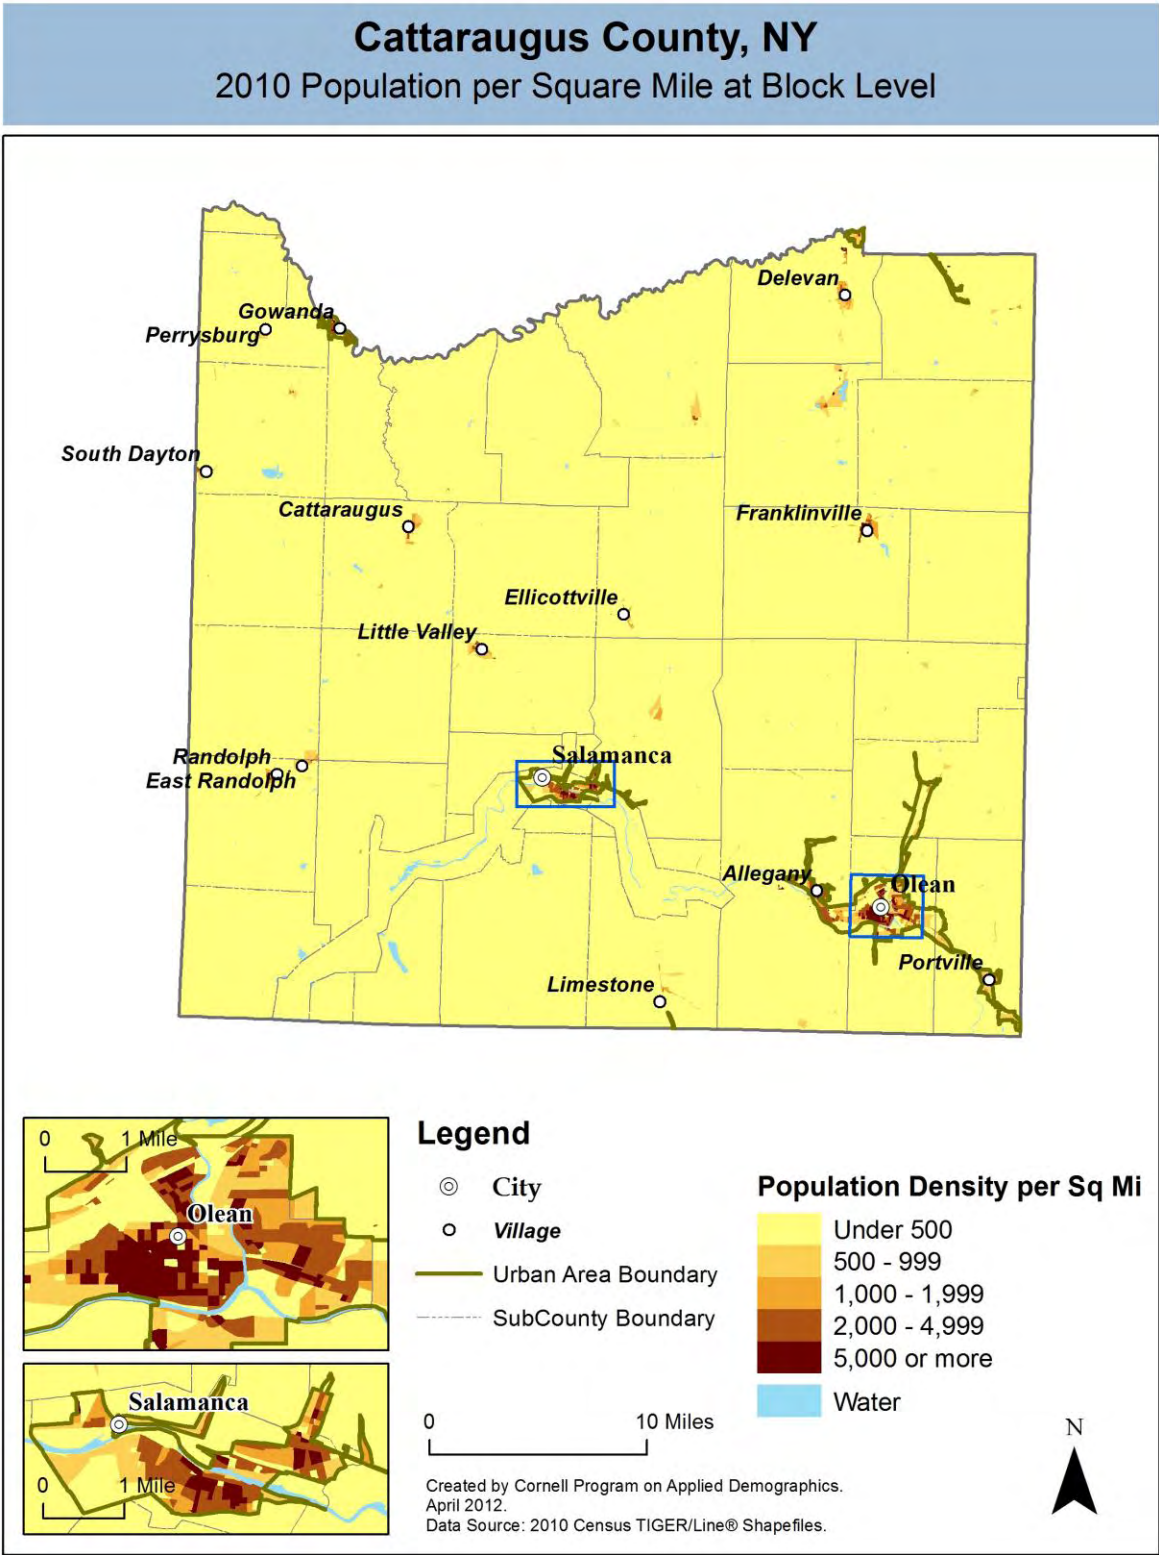 Cattaraugus County, NY
2010 Population per Square Mile at Block Level
Delevan
Gowanda
Perrysburg
South Dayton
Cattaraugus
Franklinville
Ellicottville
Little Valley
Randolph
East Randolph
Salamanca
Allegany
Olean
Portville
Limestone
0 1 Mile
Olean
Salamanca
0 1 Mile
Legend
City
Village
Urban Area Boundary
SubCounty Boundary
Population Density per Sq Mi
Under 500
500 - 999
1,000 - 1,999
2,000 - 4,999
5,000 or more
Water
0 10 Miles
N
Created by Cornell Program on Applied Demographics.
April 2012.
Data Source: 2010 Census TIGER/Line® Shapefiles.